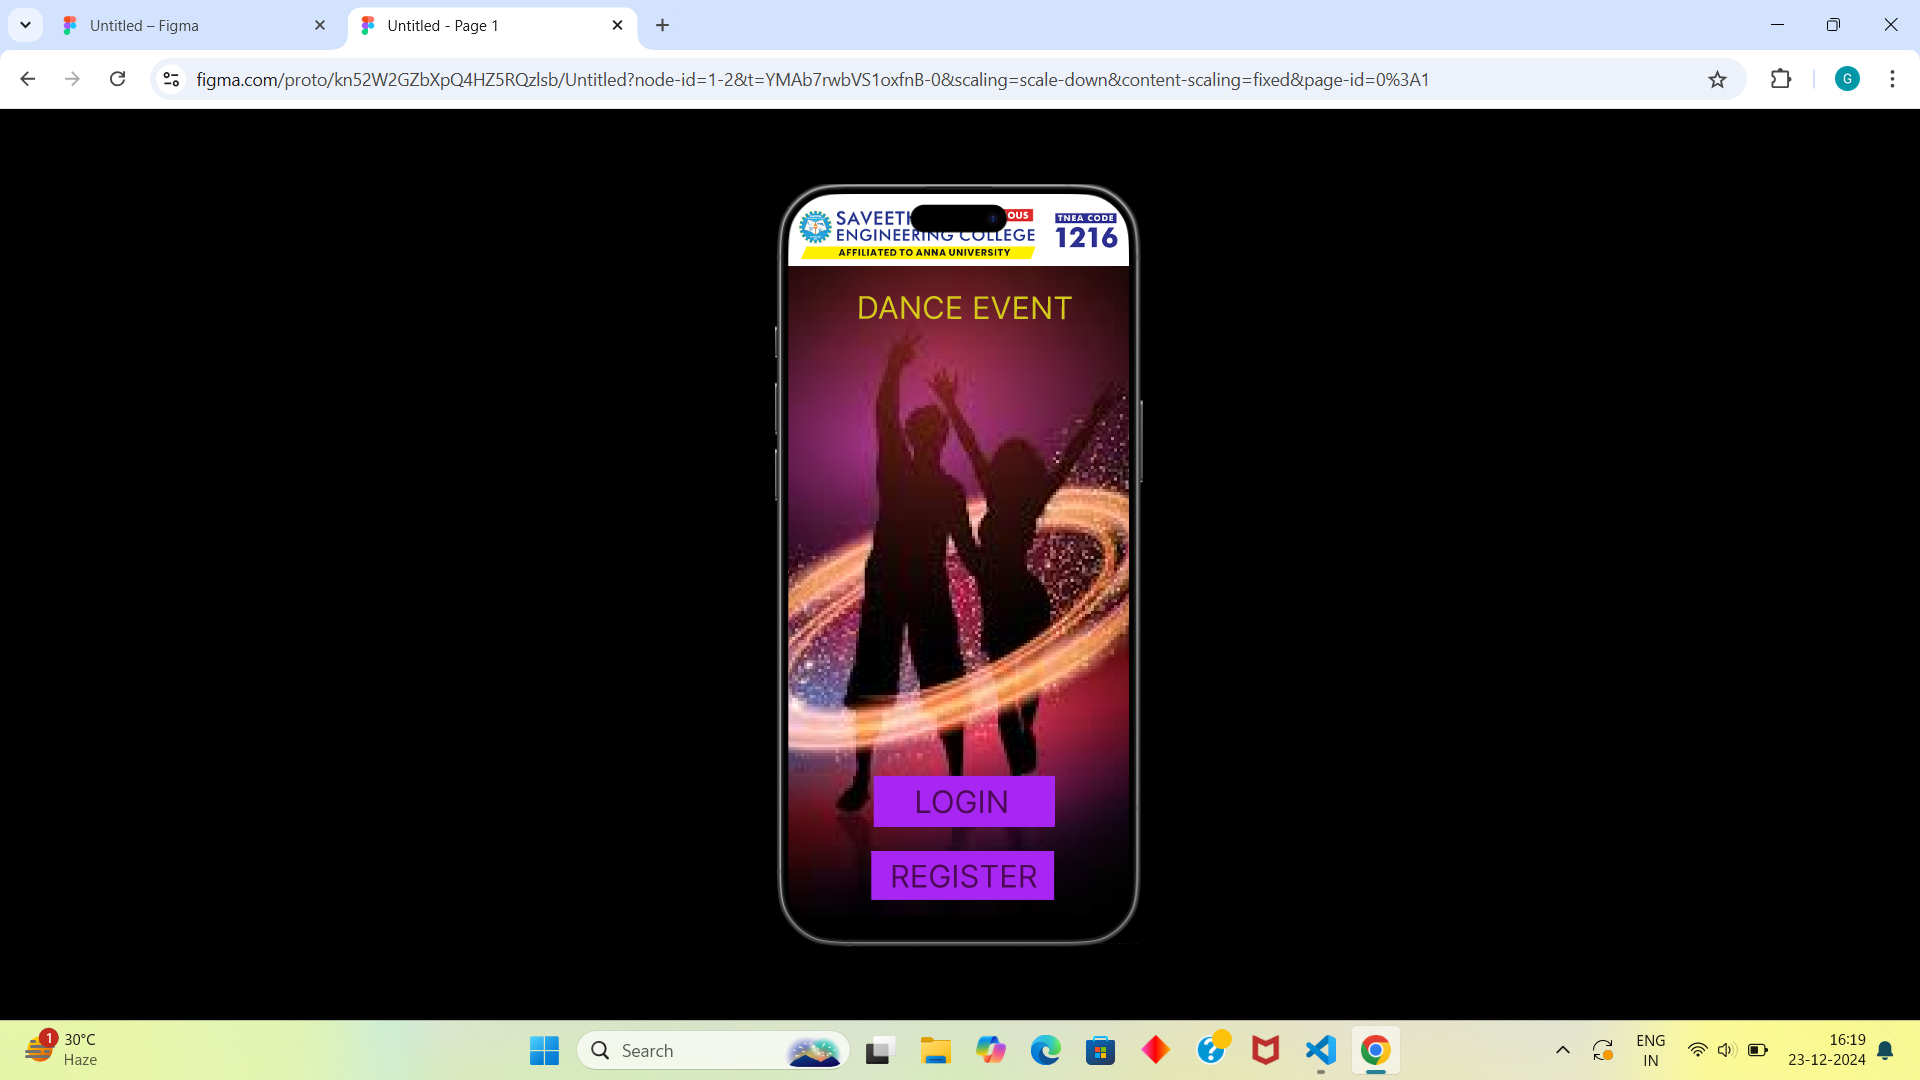 Untitled – Figma
Untitled - Page 1
figma.com/proto/kn52W2GZbXpQ4HZ5RQzlsb/Untitled?node-id=1-2&t=YMAb7rwbVS1oxfnB-0&scaling=scale-down&content-scaling=fixed&page-id=0%3A1
G
SAVEETH OUS
ENGINEERING COLLEGE
AFFILIATED TO ANNA UNIVERSITY
TNEA CODE
1216
DANCE EVENT
LOGIN
REGISTER
1
30°C
Haze
Search
ENG
IN
16:19
23-12-2024